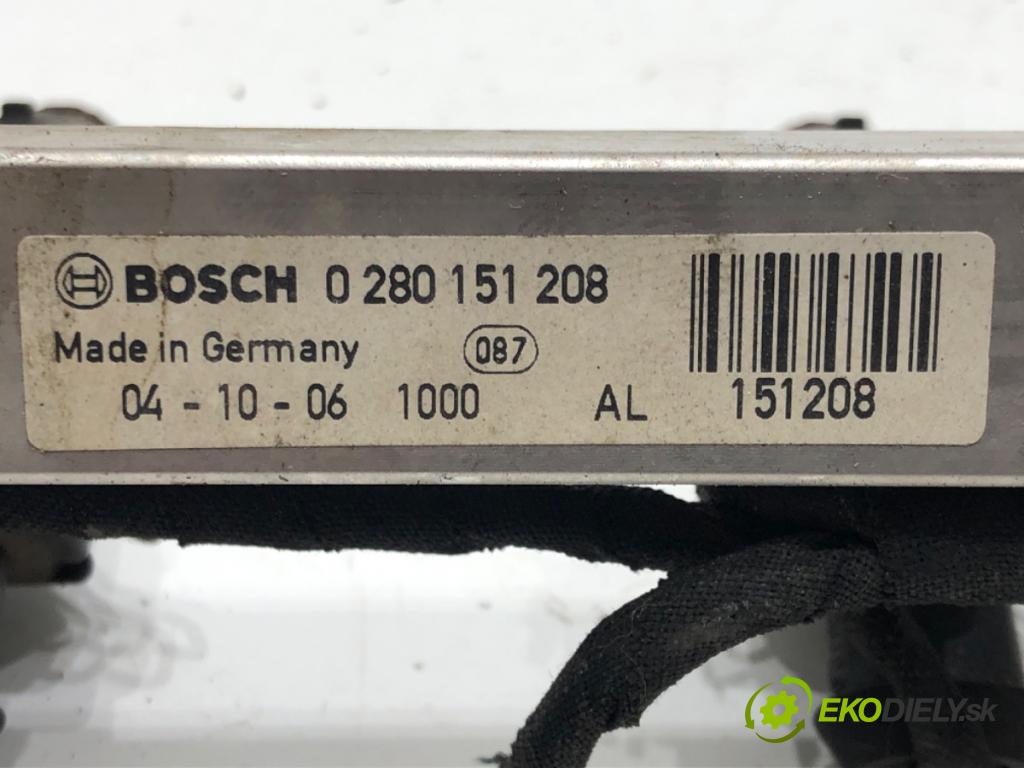 BOSCH 0 280 151 208
Made in Germany 087
04 - 10 - 06 1000 AL 151208
EKODIELY.sk